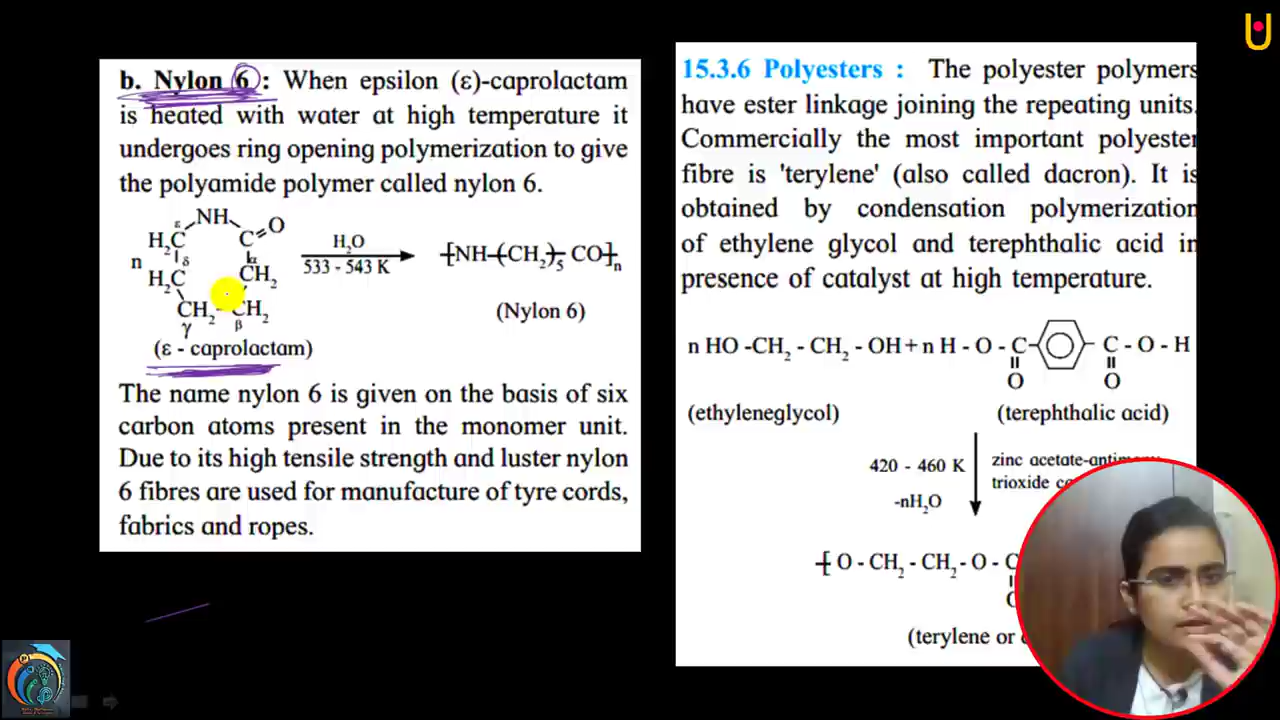 b. Nylon 6 : When epsilon (ε)-caprolactam
is heated with water at high temperature it
undergoes ring opening polymerization to give
the polyamide polymer called nylon 6.
ε NH
H₂C C=O
n δ α
H₂C CH₂
CH₂-CH₂
γ β
(ε - caprolactam)
H₂O
533 - 543 K
-[NH-(CH₂)₅ CO]-n
(Nylon 6)
The name nylon 6 is given on the basis of six
carbon atoms present in the monomer unit.
Due to its high tensile strength and luster nylon
6 fibres are used for manufacture of tyre cords,
fabrics and ropes.
15.3.6 Polyesters : The polyester polymers
have ester linkage joining the repeating units.
Commercially the most important polyester
fibre is 'terylene' (also called dacron). It is
obtained by condensation polymerization
of ethylene glycol and terephthalic acid in
presence of catalyst at high temperature.
n HO -CH₂ - CH₂ - OH + n H - O - C C - O - H
O O
(ethyleneglycol) (terephthalic acid)
420 - 460 K zinc acetate-antimony
-nH₂O trioxide
[ O - CH₂ - CH₂ - O - C
O
(terylene or